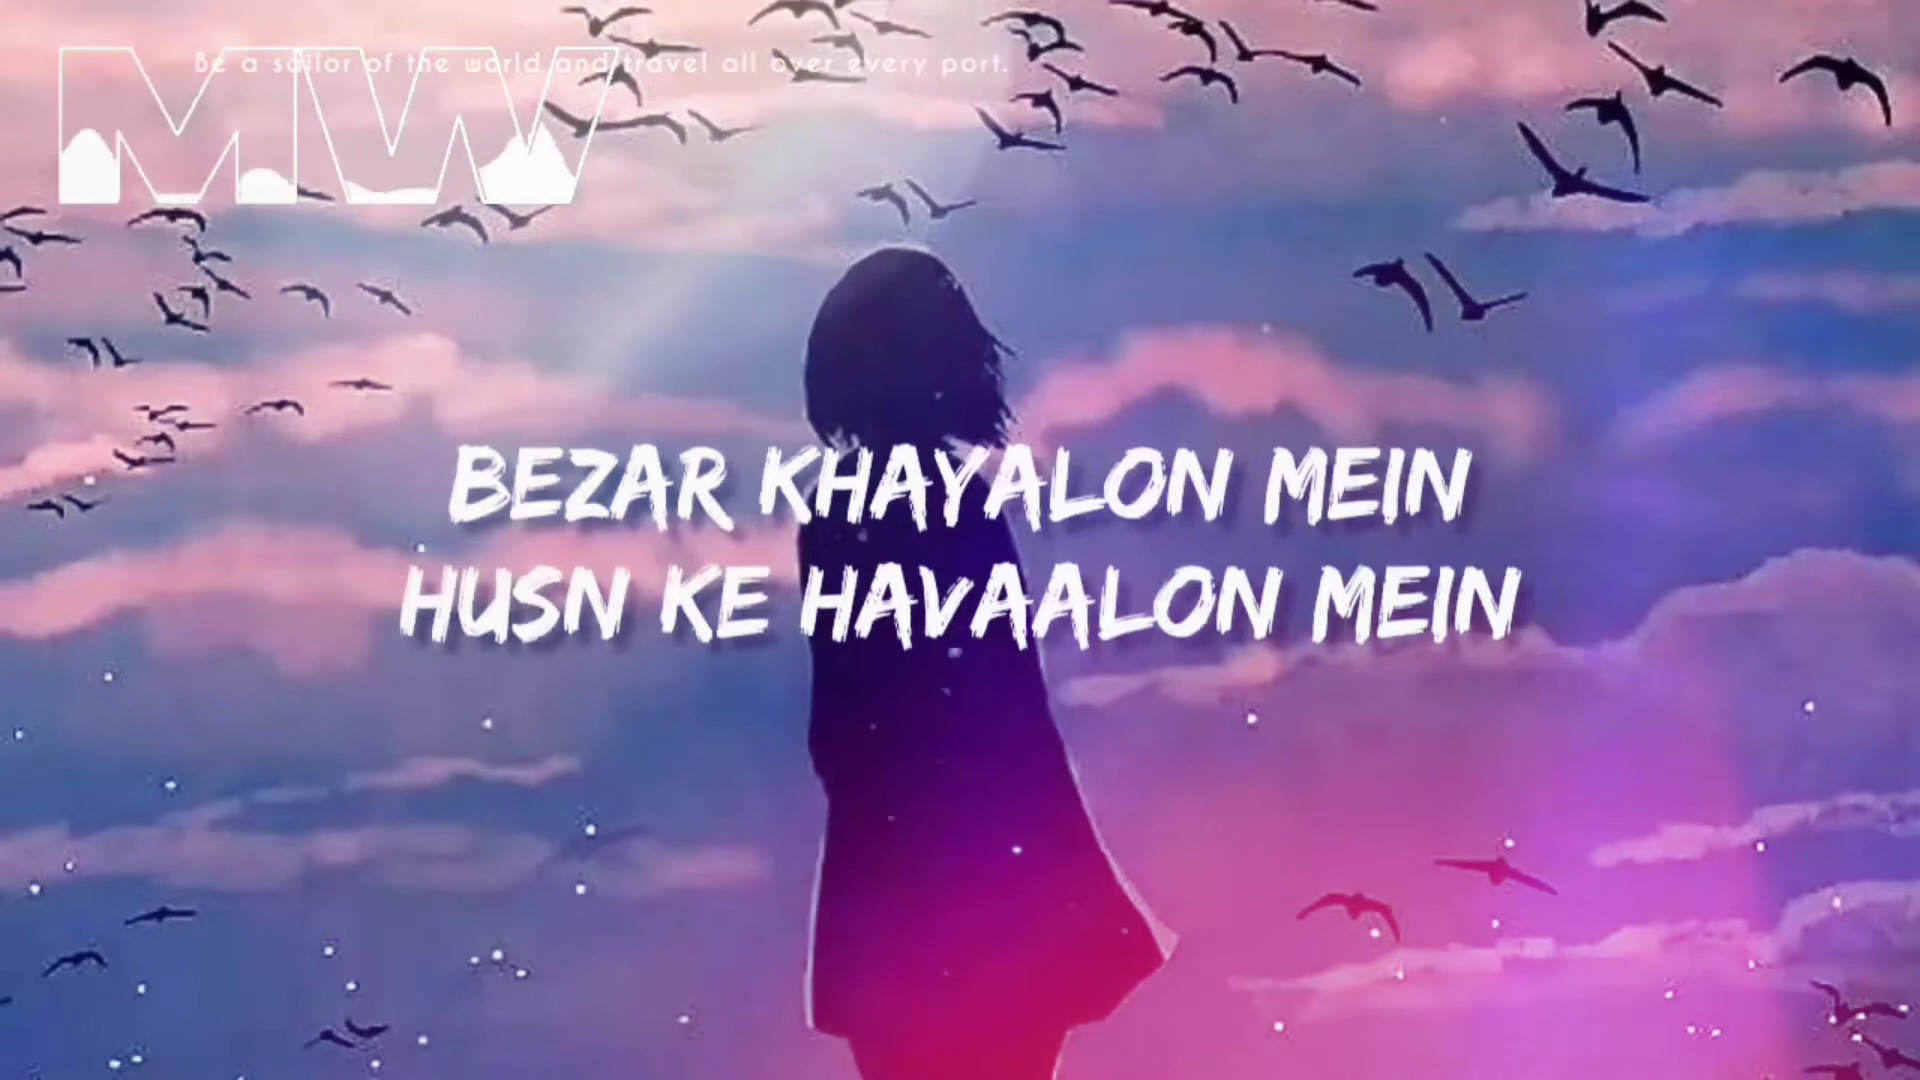 Be a sailor of the world and travel all over every port.
MW
BEZAR KHAYALON MEIN
HUSN KE HAVAALON MEIN